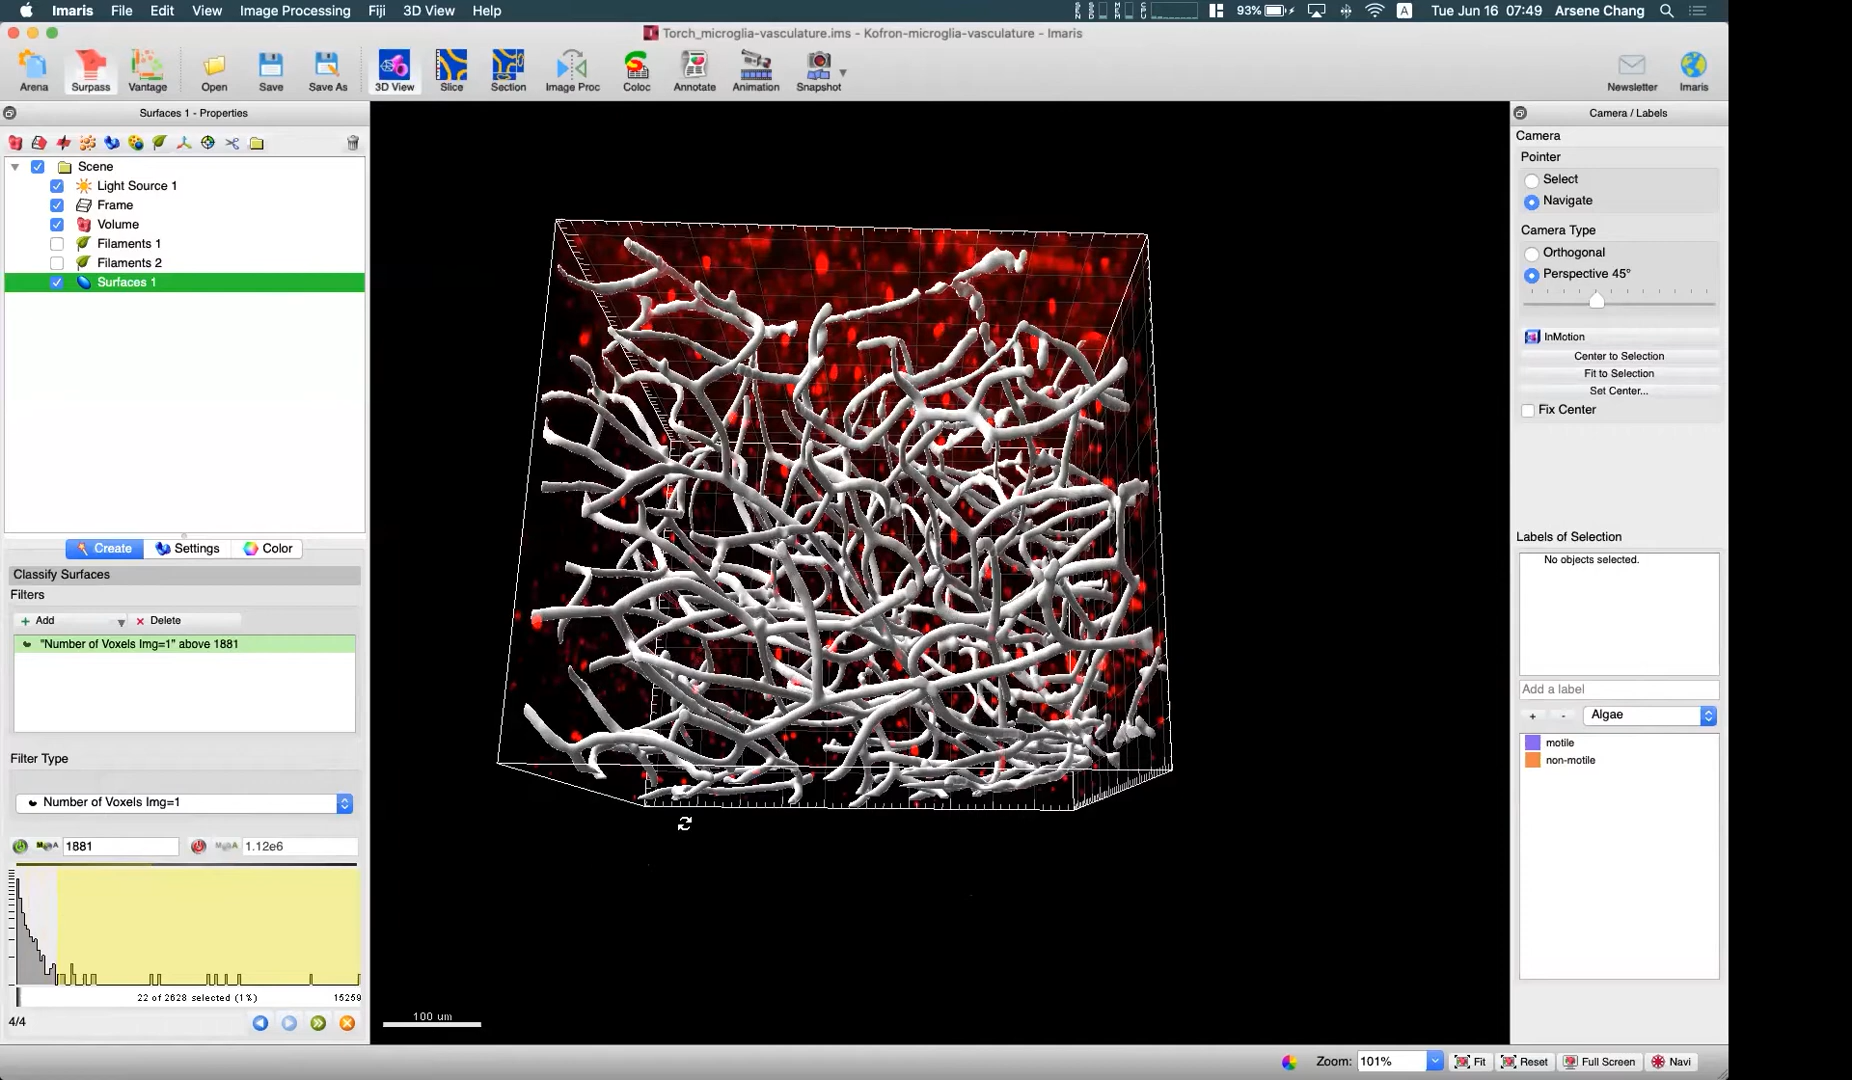 Imaris File Edit View Image Processing Fiji 3D View Help 93% A Tue Jun 16 07:49 Arsene Chang
Torch_microglia-vasculature.ims - Kofron-microglia-vasculature - Imaris
Arena Surpass Vantage Open Save Save As 3D View Slice Section Image Proc Coloc Annotate Animation Snapshot Newsletter Imaris
Surfaces 1 - Properties
Scene
Light Source 1
Frame
Volume
Filaments 1
Filaments 2
Surfaces 1
Create Settings Color
Classify Surfaces
Filters
Add Delete
"Number of Voxels Img=1" above 1881
Filter Type
Number of Voxels Img=1
1881 1.12e6
22 of 2628 selected (1%) 15259
4/4
100 um
Camera / Labels
Camera
Pointer
Select
Navigate
Camera Type
Orthogonal
Perspective 45°
InMotion
Center to Selection
Fit to Selection
Set Center...
Fix Center
Labels of Selection
No objects selected.
Add a label
+ - Algae
motile
non-motile
Zoom: 101% Fit Reset Full Screen Navi